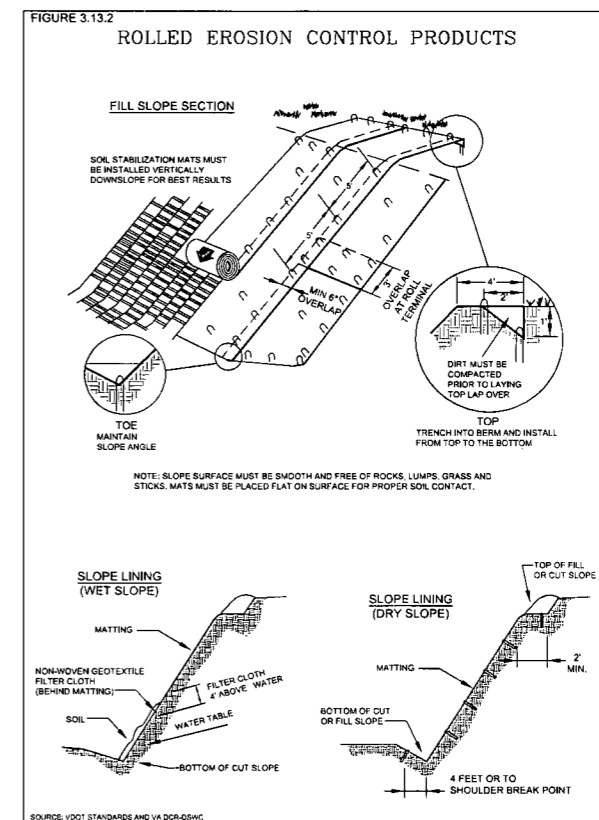 FIGURE 3.13.2
ROLLED EROSION CONTROL PRODUCTS
FILL SLOPE SECTION
SOIL STABILIZATION MATS MUST
BE INSTALLED VERTICALLY
DOWNSLOPE FOR BEST RESULTS
5'
5'
MIN 6"
OVERLAP
3'
OVERLAP
AT ROLL
TERMINAL
4'
2'
1'
DIRT MUST BE
COMPACTED
PRIOR TO LAYING
TOP LAP OVER
TOP
TRENCH INTO BERM AND INSTALL
FROM TOP TO THE BOTTOM
TOE
MAINTAIN
SLOPE ANGLE
NOTE: SLOPE SURFACE MUST BE SMOOTH AND FREE OF ROCKS, LUMPS, GRASS AND
STICKS. MATS MUST BE PLACED FLAT ON SURFACE FOR PROPER SOIL CONTACT.
SLOPE LINING
(WET SLOPE)
MATTING
NON-WOVEN GEOTEXTILE
FILTER CLOTH
(BEHIND MATTING)
SOIL
FILTER CLOTH
4' ABOVE WATER
WATER TABLE
BOTTOM OF CUT SLOPE
SLOPE LINING
(DRY SLOPE)
TOP OF FILL
OR CUT SLOPE
MATTING
2'
MIN.
BOTTOM OF CUT
OR FILL SLOPE
4 FEET OR TO
SHOULDER BREAK POINT
SOURCE: VDOT STANDARDS AND VA DCR-DSWC